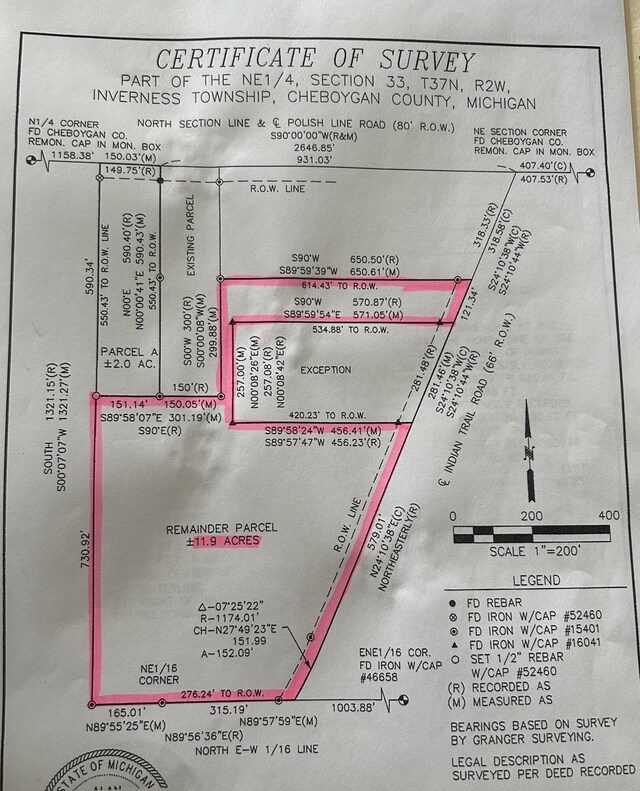 CERTIFICATE OF SURVEY
PART OF THE NE1/4, SECTION 33, T37N, R2W,
INVERNESS TOWNSHIP, CHEBOYGAN COUNTY, MICHIGAN
N1/4 CORNER
FD CHEBOYGAN CO.
REMON. CAP IN MON. BOX
NORTH SECTION LINE & ℄ POLISH LINE ROAD (80' R.O.W.)
S90°00'00"W(R&M)
2646.85'
931.03'
NE SECTION CORNER
FD CHEBOYGAN CO.
REMON. CAP IN MON. BOX
1158.38'
150.03'(M)
149.75'(R)
407.40'(C)
407.53'(R)
R.O.W. LINE
590.34'
550.43' TO R.O.W. LINE
N00'E 590.40'(R)
N00°00'41"E 590.43'(M)
550.43' TO R.O.W.
EXISTING PARCEL
S00°W 300'(R)
S00°00'08"W(M)
299.88'(M)
318.33'(R)
318.58'(C)
S24°10'38"W(C)
S24°10'44"W(R)
S90°W 650.50'(R)
S89°59'39"W 650.61'(M)
614.43' TO R.O.W.
121.34'
S90°W 570.87'(R)
S89°59'54"E 571.05'(M)
534.88' TO R.O.W.
PARCEL A
±2.0 AC.
257.00'(M)
N00°08'26"E(M)
257.08'(R)
N00°08'42"E(R)
EXCEPTION
281.48'(R)
281.46'(M)
S24°10'38"W(C)
S24°10'44"W(R)
℄ INDIAN TRAIL ROAD (66' R.O.W.)
SOUTH 1321.15'(R)
S00°07'07"W 1321.27'(M)
150'(R)
151.14'
150.05'(M)
S89°58'07"E 301.19'(M)
S90°E(R)
420.23' TO R.O.W.
S89°58'24"W 456.41'(M)
S89°57'47"W 456.23'(R)
730.92'
REMAINDER PARCEL
±11.9 ACRES
R.O.W. LINE
579.01'
N24°10'38"E(C)
NORTHEASTERLY(R)
Δ-07°25'22"
R-1174.01'
CH-N27°49'23"E
151.99
A-152.09'
NE1/16
CORNER
ENE1/16 COR.
FD IRON W/CAP
#46658
276.24' TO R.O.W.
165.01'
315.19'
1003.88'
N89°55'25"E(M)
N89°57'59"E(M)
N89°56'36"E(R)
NORTH E-W 1/16 LINE
0 200 400
SCALE 1"=200'
LEGEND
FD REBAR
FD IRON W/CAP #52460
FD IRON W/CAP #15401
FD IRON W/CAP #16041
SET 1/2" REBAR
W/CAP #52460
(R) RECORDED AS
(M) MEASURED AS
BEARINGS BASED ON SURVEY
BY GRANGER SURVEYING.
LEGAL DESCRIPTION AS
SURVEYED PER DEED RECORDED
STATE OF MICHIGAN
ALAN